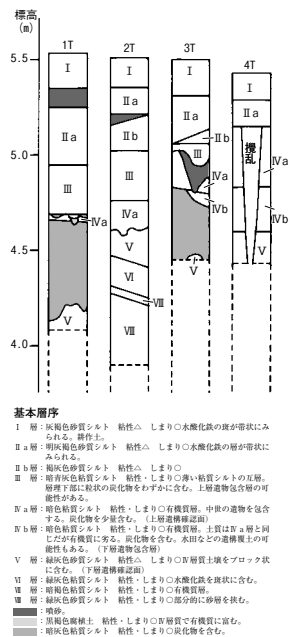 標高
(m)
1T
2T
3T
4T
5.5
5.0
4.0
Ⅰ
Ⅱa
Ⅲ
Ⅳa
Ⅴ
Ⅰ
Ⅱa
Ⅱb
Ⅲ
Ⅳa
Ⅴ
Ⅵ
Ⅶ
Ⅷ
Ⅰ
Ⅱa
Ⅱb
Ⅲ
Ⅳa
Ⅳb
Ⅴ
Ⅰ
Ⅱa
攪乱
Ⅳa
Ⅳb
Ⅴ
基本層序
Ⅰ 層:灰褐色砂質シルト 粘性△ しまり○水酸化鉄の斑が帯状にみ
られる。耕作土。
Ⅱa層:明灰褐色砂質シルト 粘性△ しまり○水酸化鉄の層が帯状に
みられる。
Ⅱb層:褐灰色砂質シルト 粘性△ しまり○
Ⅲ 層:暗青灰色粘質シルト 粘性・しまり○薄い粘質シルトの互層。
層理下部に粒状の炭化物をわずかに含む。上層遺物包含層の可
能性がある。
Ⅳa層:暗色粘質シルト 粘性・しまり○有機質層。中世の遺物を包含
する。炭化物を少量含む。(上層遺構確認面)
Ⅳb層:暗色粘質シルト 粘性・しまり○有機質層。土質はⅣa層と同
じだが有機質に劣る。炭化物を含む。水田などの遺構覆土の可
能性もある。(下層遺物包含層)
Ⅴ 層:緑灰色砂質シルト 粘性△・しまり○Ⅳ層質土壌をブロック状
に含む。(下層遺構確認面)
Ⅵ 層:緑灰色粘質シルト 粘性・しまり○水酸化鉄を斑状に含む。
Ⅶ 層:暗褐色粘質シルト 粘性・しまり○有機質層。
Ⅷ 層:緑灰色粘質シルト 粘性・しまり○部分的に砂層を挟む。
:噴砂。
:黒褐色腐植土 粘性・しまり○Ⅳ層質で有機質に富む。
:暗灰色粘質シルト 粘性・しまり○炭化物を含む。